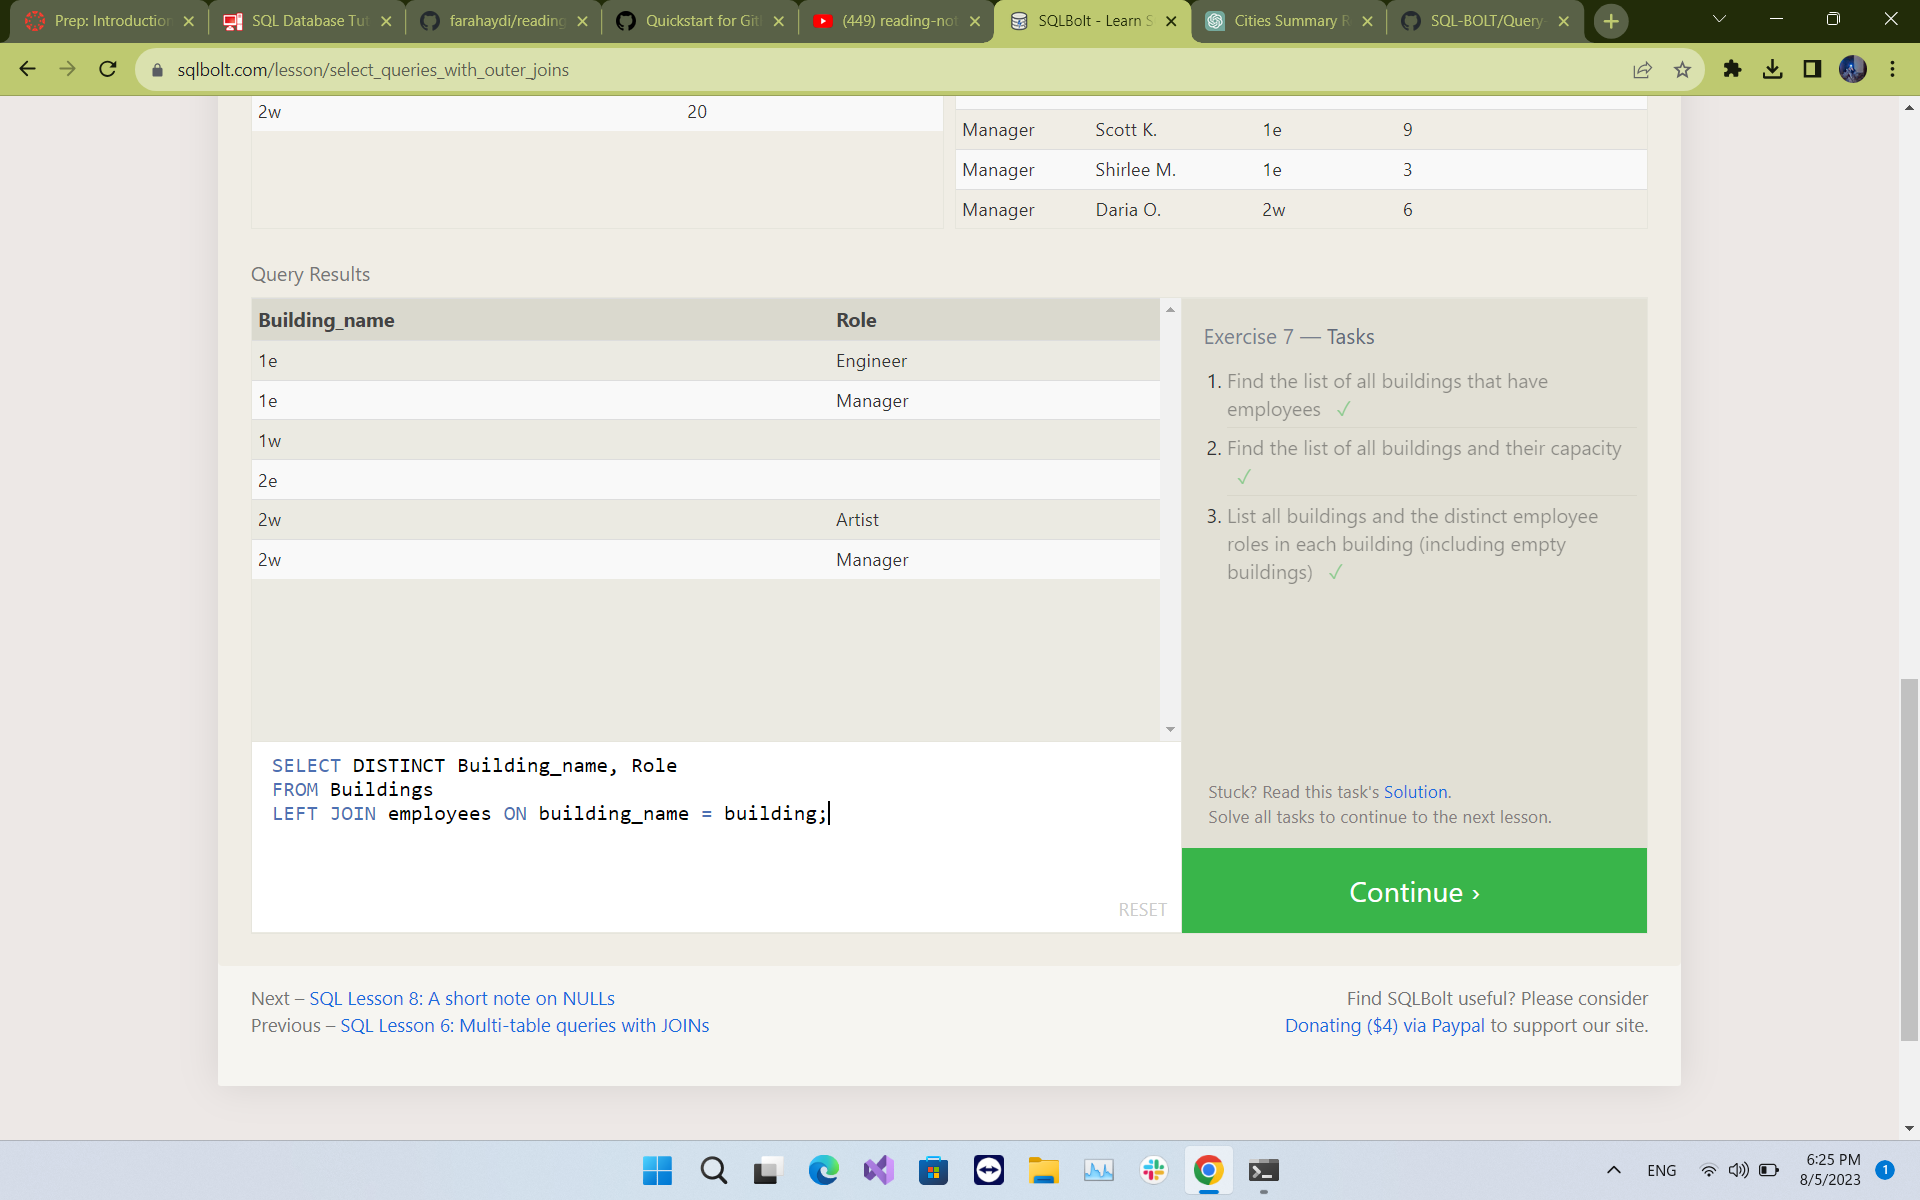 Prep: Introduction
SQL Database Tut
farahaydi/reading
Quickstart for Git
(449) reading-not
SQLBolt - Learn S
Cities Summary R
SQL-BOLT/Query-
sqlbolt.com/lesson/select_queries_with_outer_joins
2w 20
Manager Scott K. 1e 9
Manager Shirlee M. 1e 3
Manager Daria O. 2w 6
Query Results
Building_name Role
1e Engineer
1e Manager
1w
2e
2w Artist
2w Manager
Exercise 7 — Tasks
1. Find the list of all buildings that have
employees ✓
2. Find the list of all buildings and their capacity
✓
3. List all buildings and the distinct employee
roles in each building (including empty
buildings) ✓
SELECT DISTINCT Building_name, Role
FROM Buildings
LEFT JOIN employees ON building_name = building;
RESET
Stuck? Read this task's Solution.
Solve all tasks to continue to the next lesson.
Continue ›
Next – SQL Lesson 8: A short note on NULLs
Previous – SQL Lesson 6: Multi-table queries with JOINs
Find SQLBolt useful? Please consider
Donating ($4) via Paypal to support our site.
ENG
6:25 PM
8/5/2023
1